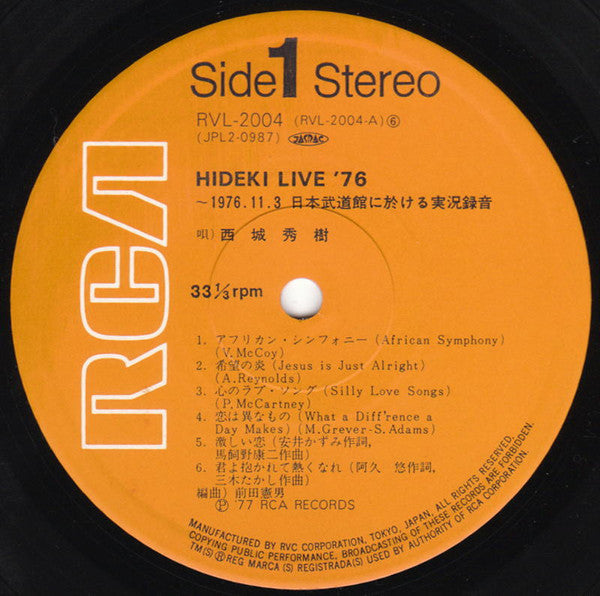 Side 1 Stereo
RVL-2004 (RVL-2004-A)⑥
(JPL2-0987) JASRAC
RCA
HIDEKI LIVE '76
~1976.11.3 日本武道館に於ける実況録音
唄) 西城秀樹
33⅓rpm
1. アフリカン・シンフォニー (African Symphony)
(V.McCoy)
2. 希望の炎 (Jesus is Just Alright)
(A.Reynolds)
3. 心のラブ・ソング (Silly Love Songs)
(P.McCartney)
4. 恋は異なもの (What a Diff'rence a
Day Makes) (M.Grever-S.Adams)
5. 激しい恋 (安井かずみ作詞,
馬飼野康二作曲)
6. 君よ抱かれて熱くなれ (阿久 悠作詞,
三木たかし作曲)
編曲) 前田憲男
Ⓟ '77 RCA RECORDS
MANUFACTURED BY RVC CORPORATION, TOKYO, JAPAN, ALL RIGHTS RESERVED,
COPYING PUBLIC PERFORMANCE, BROADCASTING OF THESE RECORDS ARE FORBIDDEN.
TM(S) ®REG MARCA (S) REGISTRADA(S) USED BY AUTHORITY OF RCA CORPORATION.